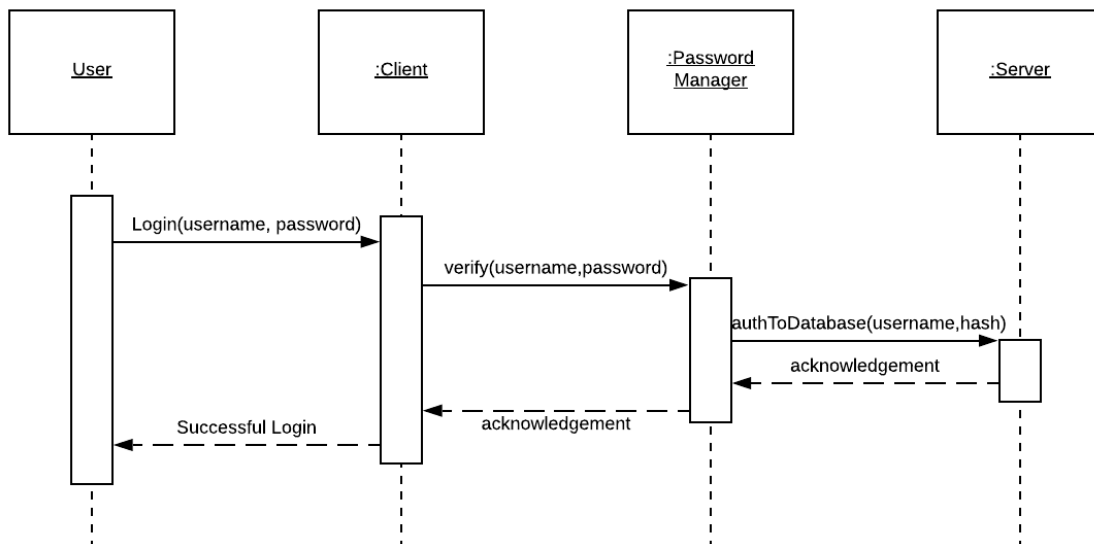 User
:Client
:Password
Manager
:Server
Login(username, password)
verify(username,password)
authToDatabase(username,hash)
acknowledgement
acknowledgement
Successful Login